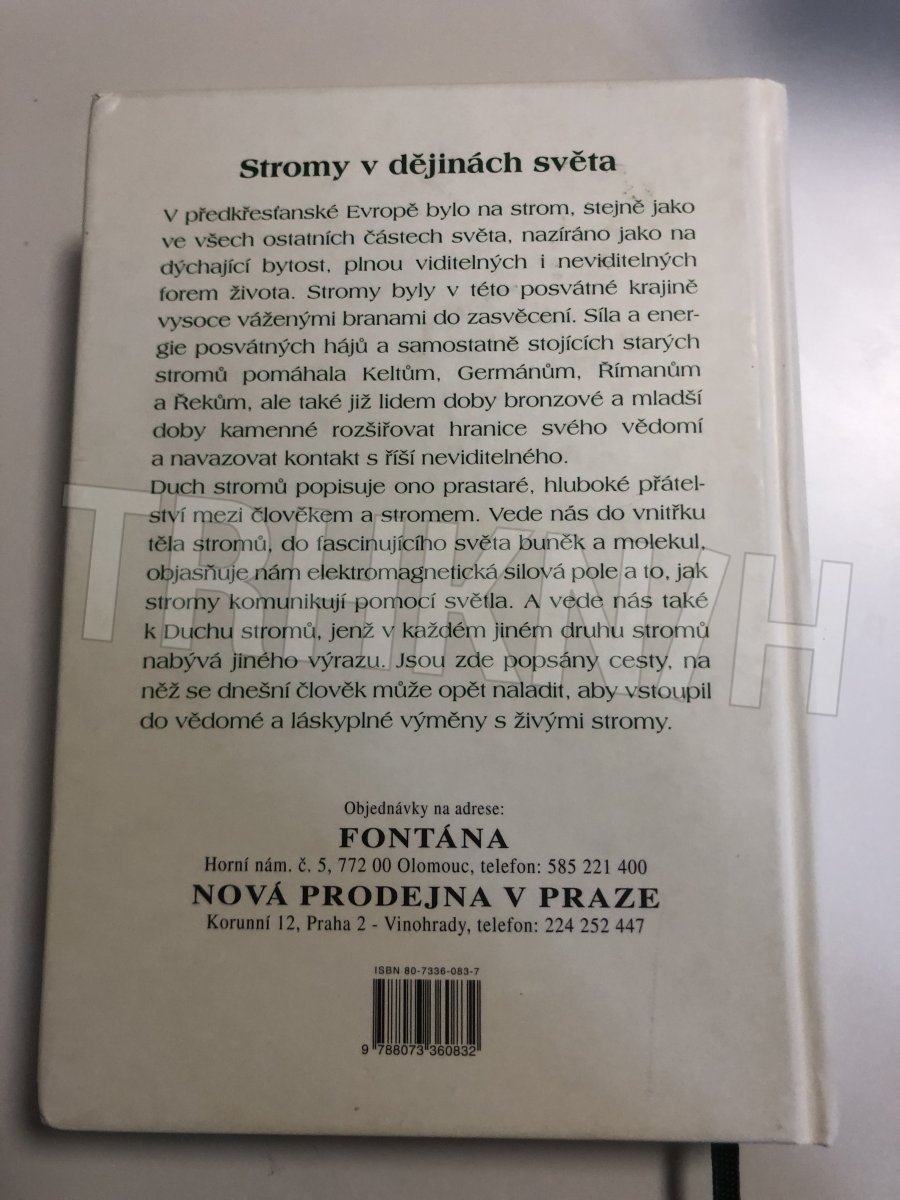 Stromy v dějinách světa
V předkřesťanské Evropě bylo na strom, stejně jako
ve všech ostatních částech světa, nazíráno jako na
dýchající bytost, plnou viditelných i neviditelných
forem života. Stromy byly v této posvátné krajině
vysoce váženými branami do zasvěcení. Síla a ener-
gie posvátných hájů a samostatně stojících starých
stromů pomáhala Keltům, Germánům, Římanům
a Řekům, ale také již lidem doby bronzové a mladší
doby kamenné rozšiřovat hranice svého vědomí
a navazovat kontakt s říší neviditelného.
Duch stromů popisuje ono prastaré, hluboké přátel-
ství mezi člověkem a stromem. Vede nás do vnitřku
těla stromů, do fascinujícího světa buněk a molekul,
objasňuje nám elektromagnetická silová pole a to, jak
stromy komunikují pomocí světla. A vede nás také
k Duchu stromů, jenž v každém jiném druhu stromů
nabývá jiného výrazu. Jsou zde popsány cesty, na
něž se dnešní člověk může opět naladit, aby vstoupil
do vědomé a láskyplné výměny s živými stromy.
Objednávky na adrese:
FONTÁNA
Horní nám. č. 5, 772 00 Olomouc, telefon: 585 221 400
NOVÁ PRODEJNA V PRAZE
Korunní 12, Praha 2 - Vinohrady, telefon: 224 252 447
ISBN 80-7336-083-7
9 788073 360832